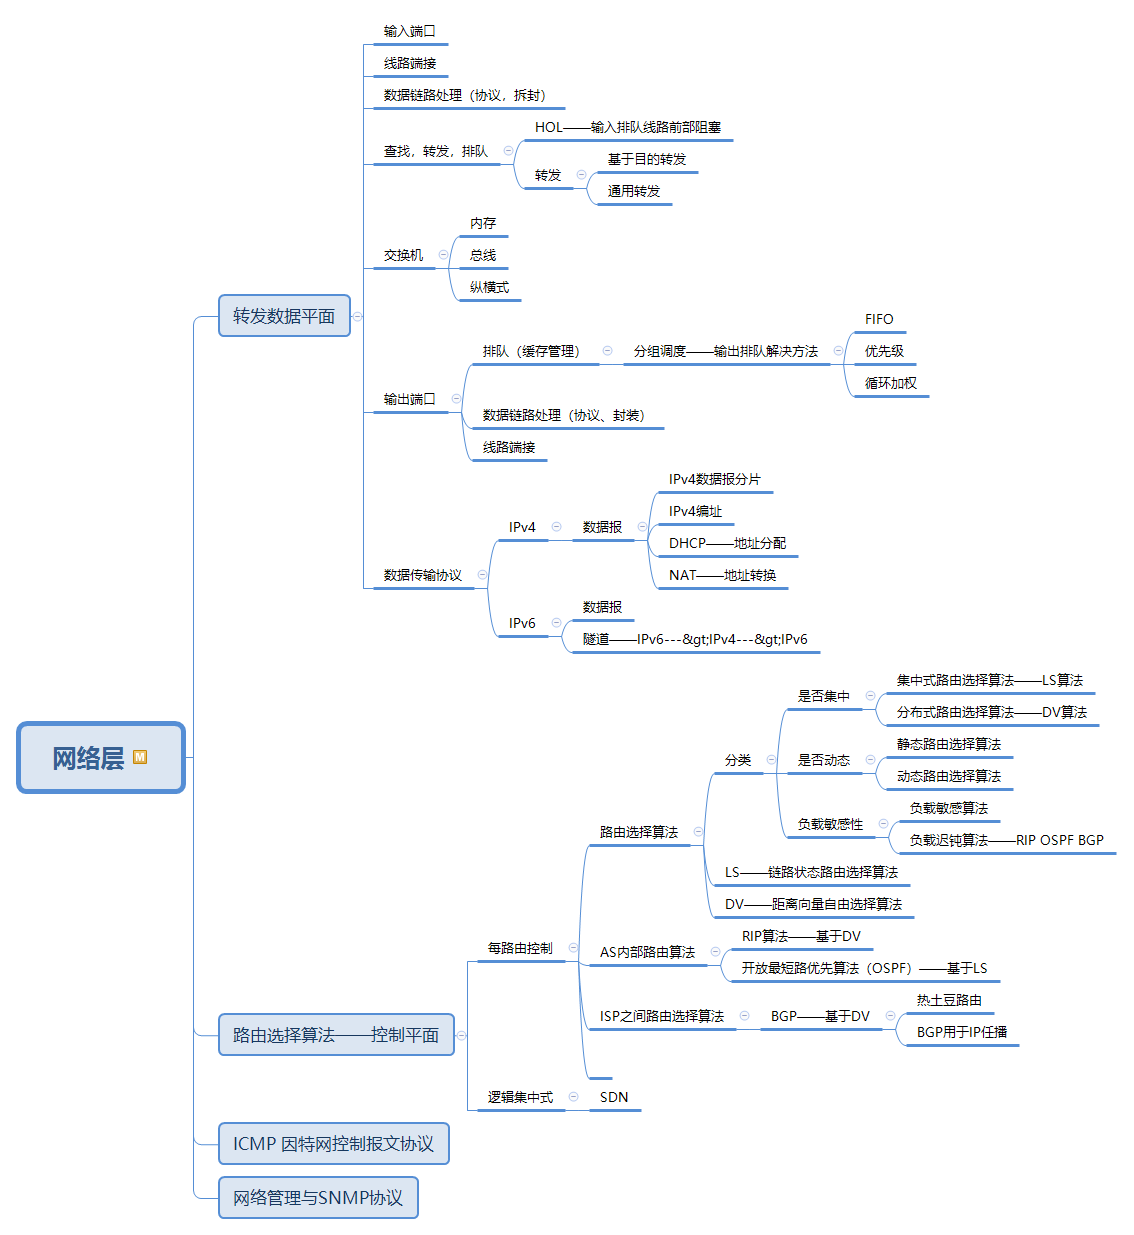 输入端口
线路端接
数据链路处理（协议，拆封）
HOL——输入排队线路前部阻塞
查找，转发，排队
基于目的转发
转发
通用转发
内存
交换机
总线
纵横式
转发数据平面
FIFO
排队（缓存管理）
分组调度——输出排队解决方法
优先级
循环加权
输出端口
数据链路处理（协议、封装）
线路端接
IPv4数据报分片
IPv4编址
IPv4
数据报
DHCP——地址分配
NAT——地址转换
数据传输协议
数据报
IPv6
隧道——IPv6---&gt;IPv4---&gt;IPv6
集中式路由选择算法——LS算法
是否集中
分布式路由选择算法——DV算法
静态路由选择算法
分类
是否动态
动态路由选择算法
网络层 M
负载敏感算法
负载敏感性
路由选择算法
负载迟钝算法——RIP OSPF BGP
LS——链路状态路由选择算法
DV——距离向量自由选择算法
RIP算法——基于DV
每路由控制
AS内部路由算法
开放最短路优先算法（OSPF）——基于LS
热土豆路由
ISP之间路由选择算法
BGP——基于DV
BGP用于IP任播
路由选择算法——控制平面
逻辑集中式
SDN
ICMP 因特网控制报文协议
网络管理与SNMP协议